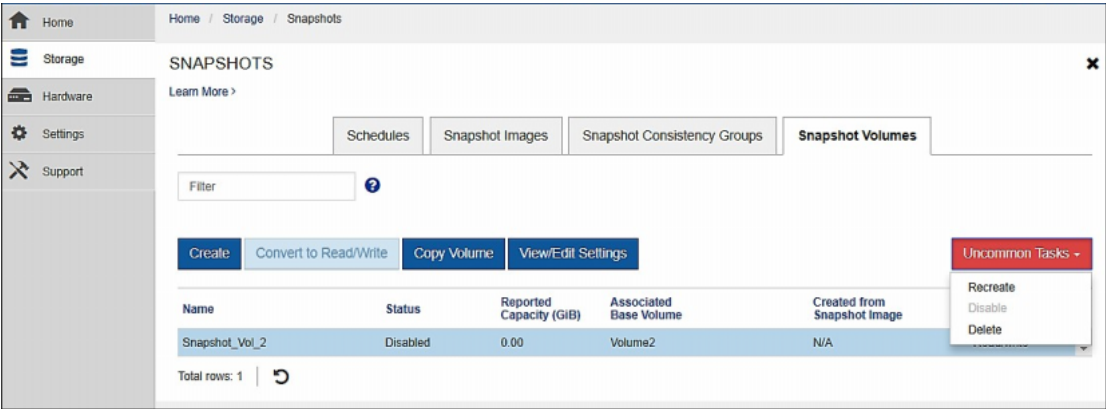 Home
Storage
Hardware
Settings
Support
Home / Storage / Snapshots
SNAPSHOTS
Learn More >
Schedules
Snapshot Images
Snapshot Consistency Groups
Snapshot Volumes
Filter
Create
Convert to Read/Write
Copy Volume
View/Edit Settings
Uncommon Tasks
Recreate
Disable
Delete
Name
Status
Reported
Capacity (GiB)
Associated
Base Volume
Created from
Snapshot Image
Snapshot_Vol_2
Disabled
0.00
Volume2
N/A
Total rows: 1